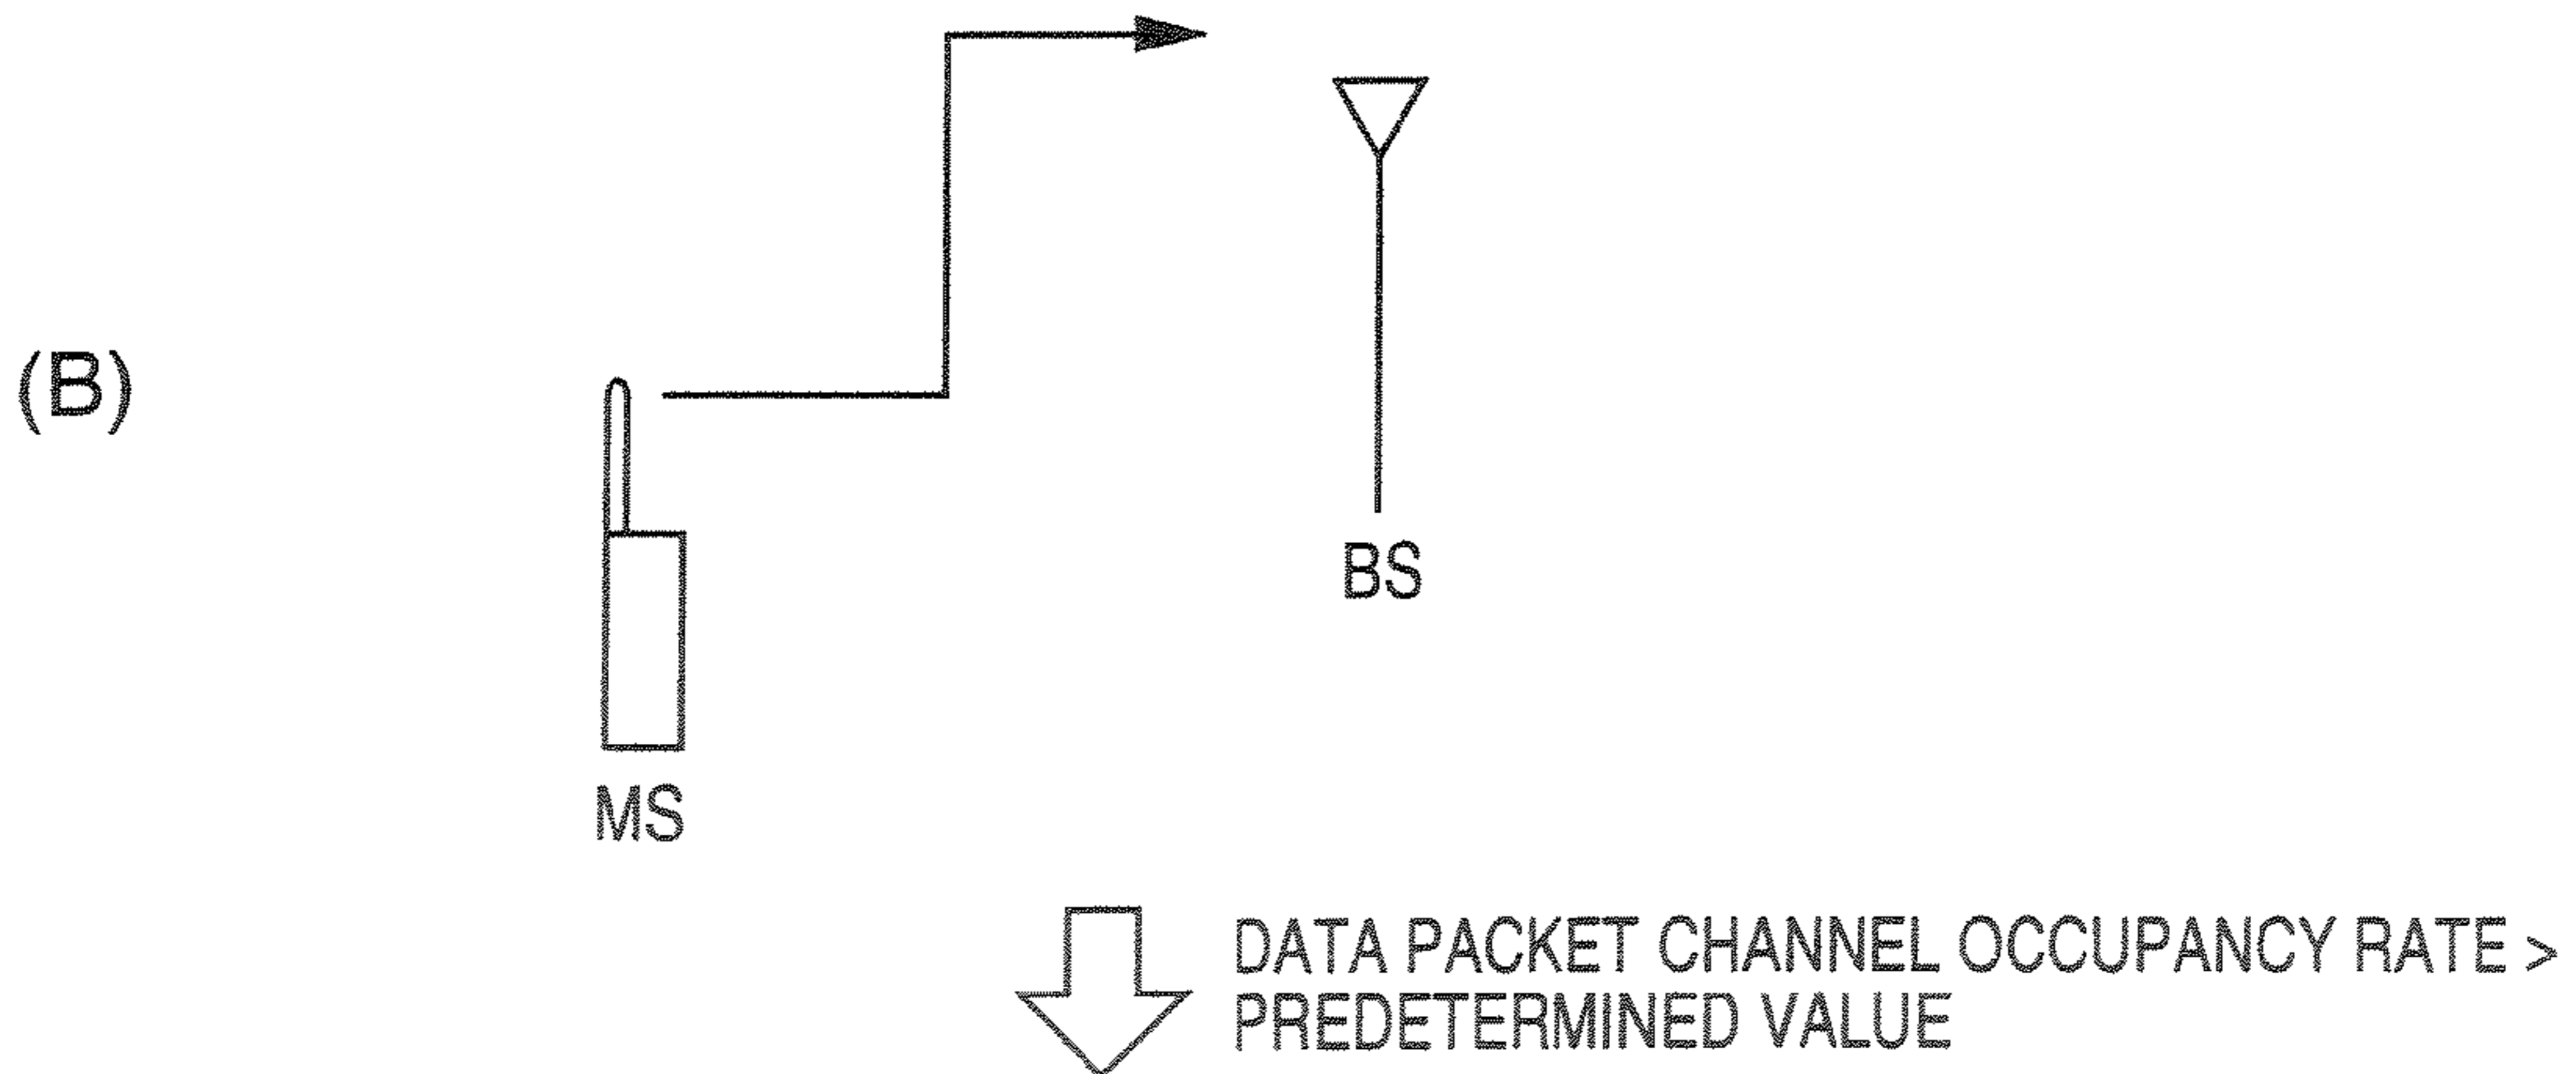 (B)
BS
MS
DATA PACKET CHANNEL OCCUPANCY RATE >
PREDETERMINED VALUE